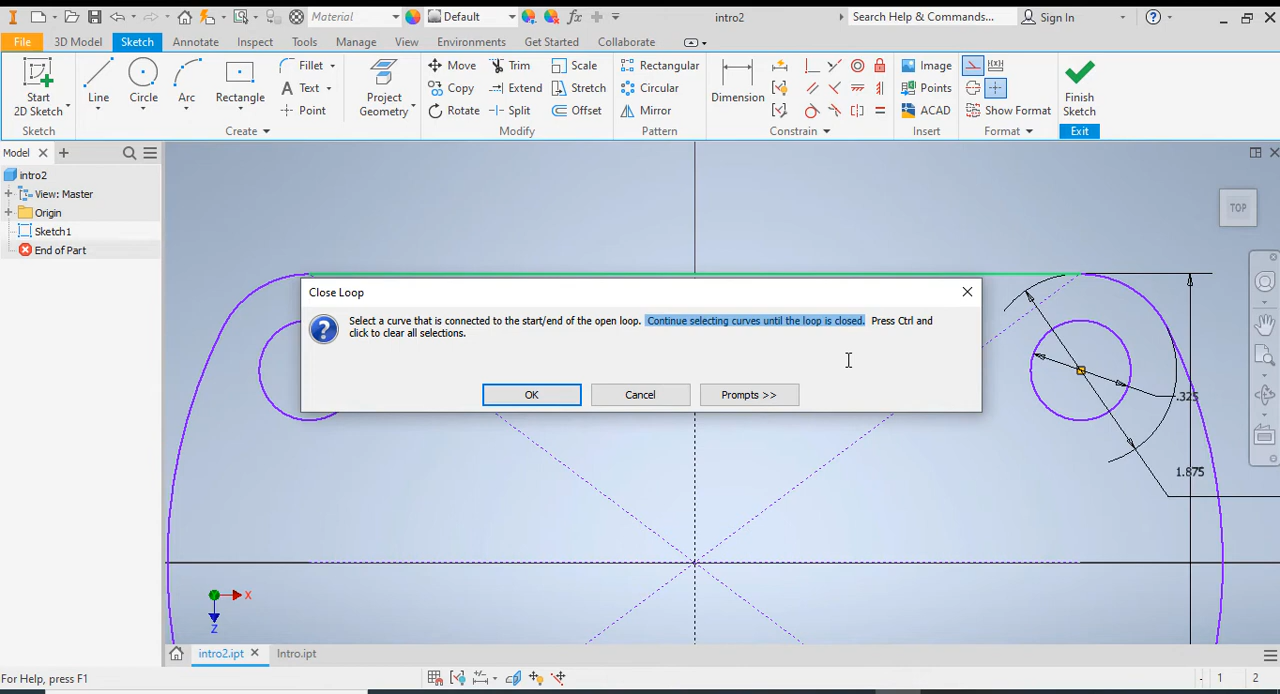 Material
Default
intro2
Search Help & Commands...
Sign In
File
3D Model
Sketch
Annotate
Inspect
Tools
Manage
View
Environments
Get Started
Collaborate
Start
2D Sketch
Line
Circle
Arc
Rectangle
Fillet
Text
Point
Project
Geometry
Move
Copy
Rotate
Trim
Extend
Split
Scale
Stretch
Offset
Rectangular
Circular
Mirror
Dimension
Image
Points
ACAD
Show Format
Finish
Sketch
Sketch
Create
Modify
Pattern
Constrain
Insert
Format
Exit
Model
intro2
View: Master
Origin
Sketch1
End of Part
TOP
Close Loop
Select a curve that is connected to the start/end of the open loop. Continue selecting curves until the loop is closed. Press Ctrl and
click to clear all selections.
OK
Cancel
Prompts >>
.325
1.875
X
Z
intro2.ipt
Intro.ipt
For Help, press F1
1
2